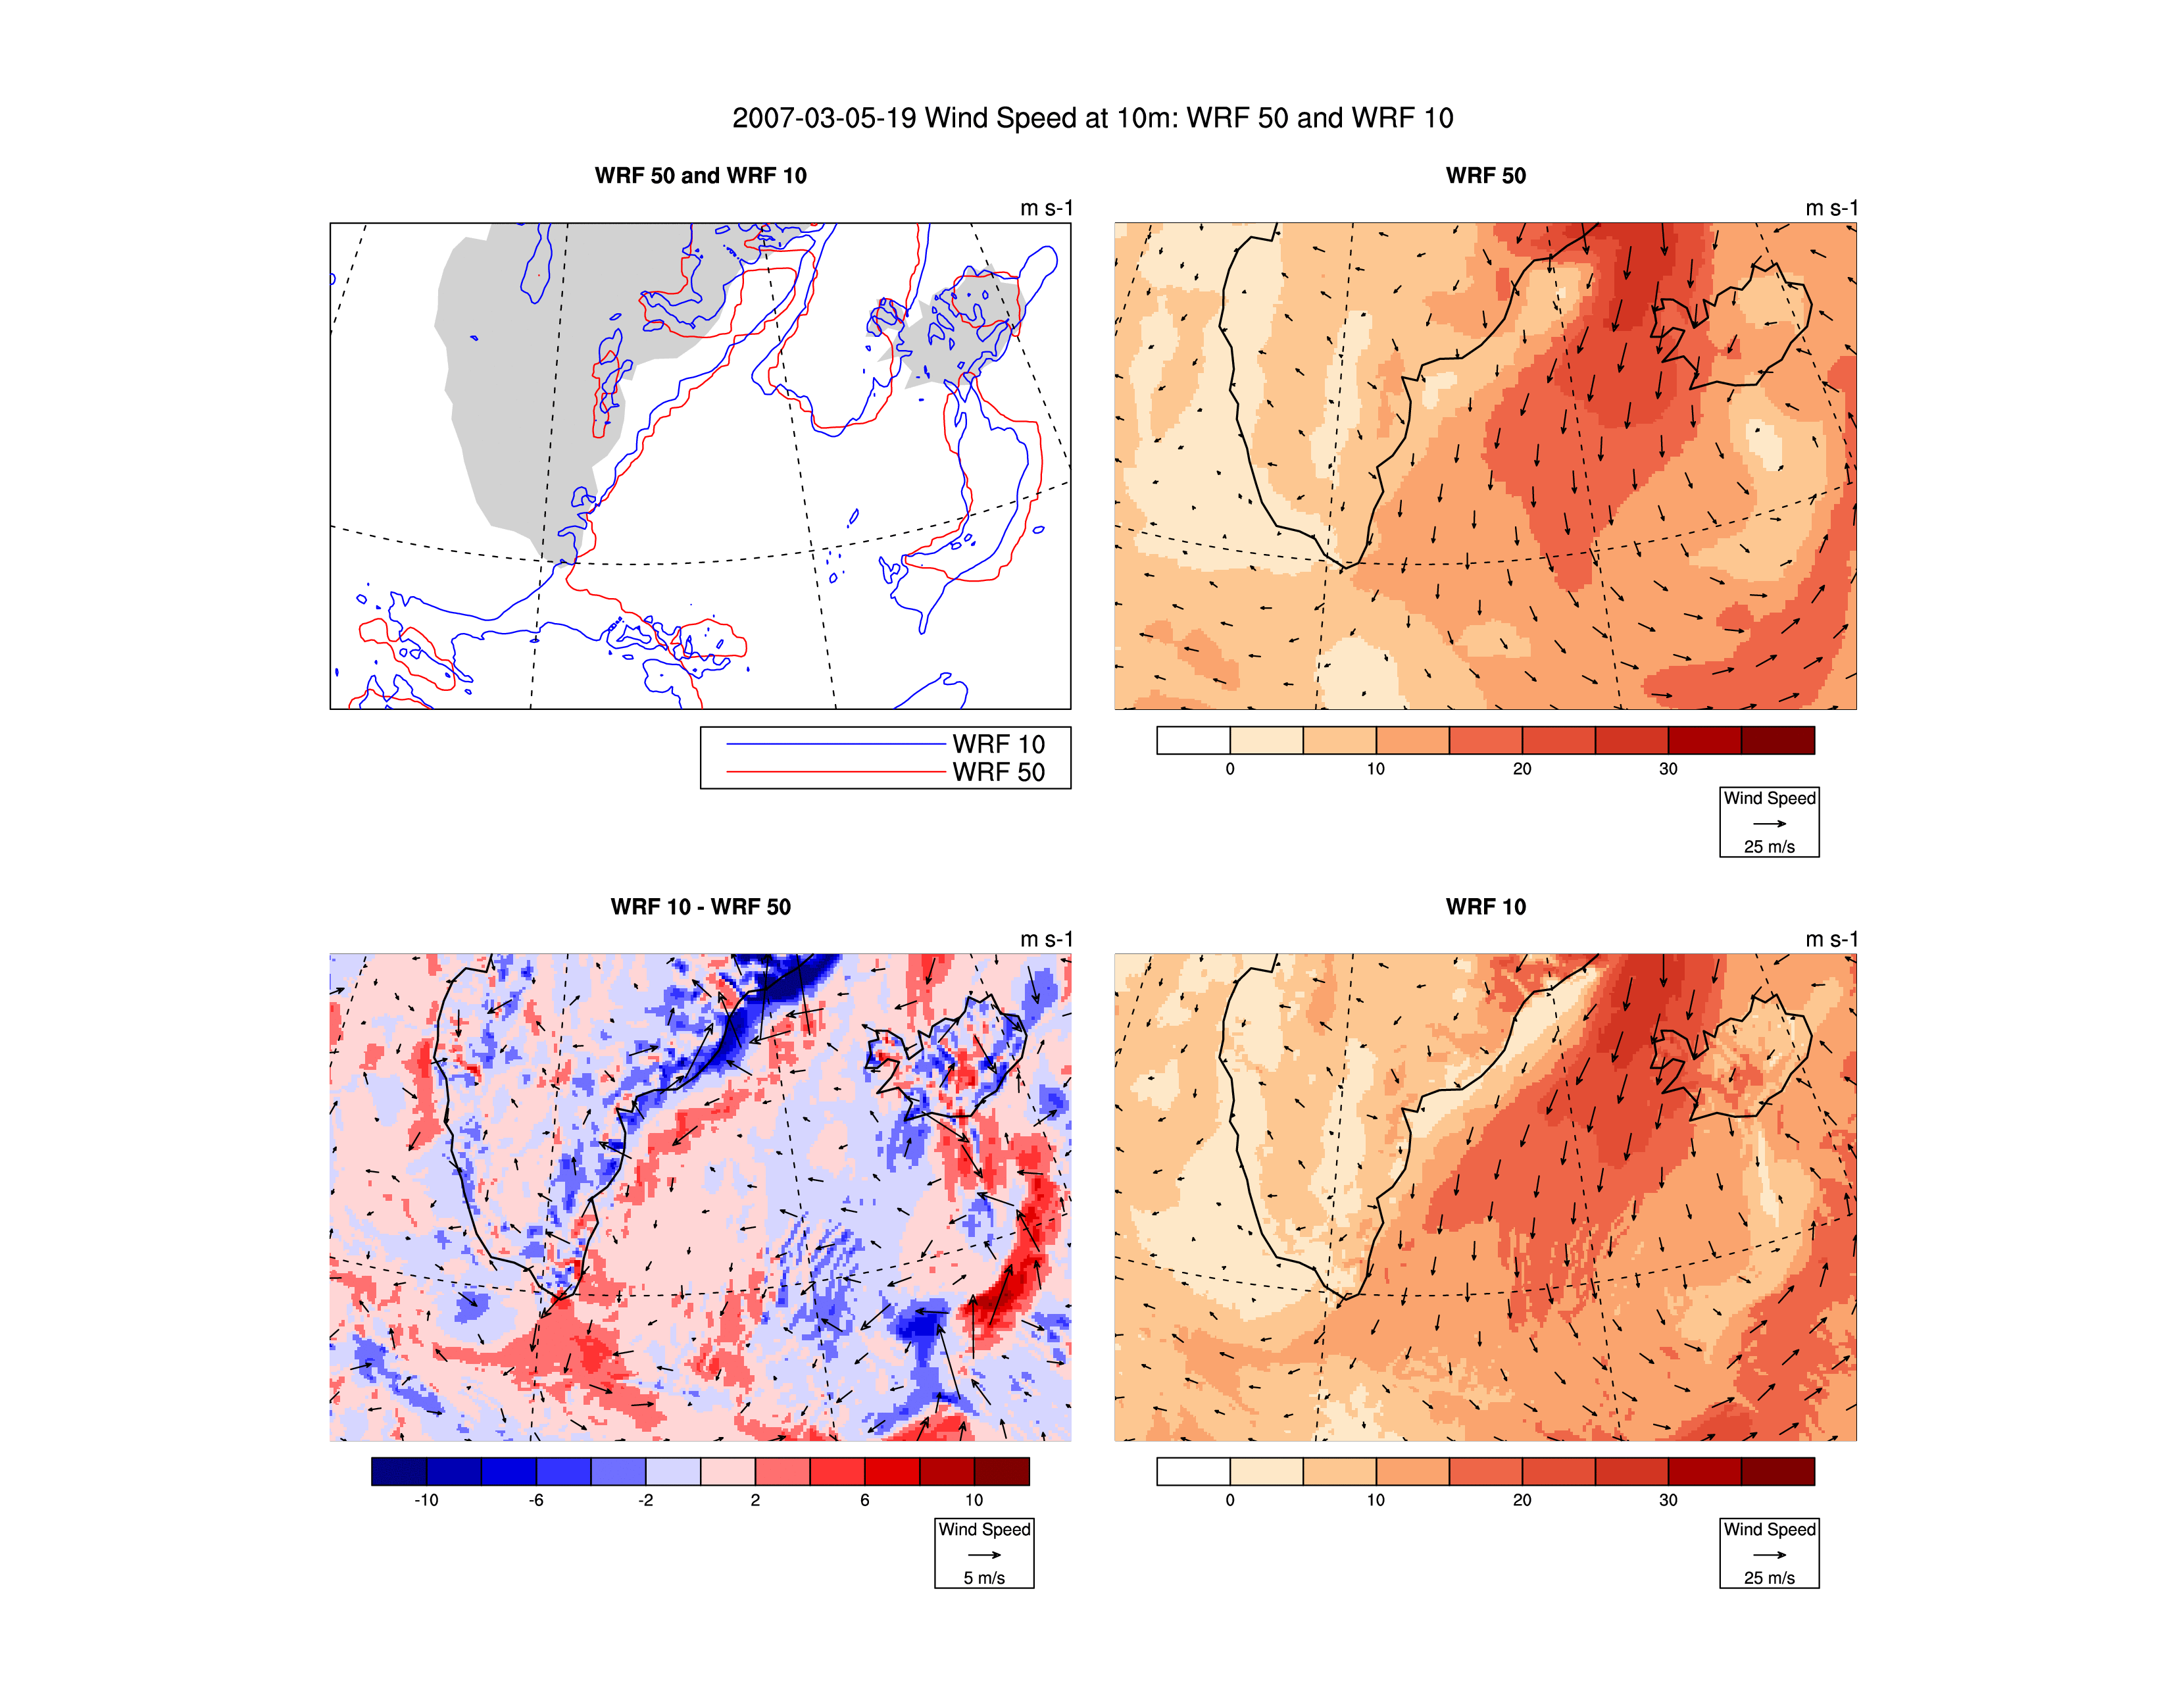 2007-03-05-19 Wind Speed at 10m: WRF 50 and WRF 10
WRF 50 and WRF 10
m s-1
WRF 10
WRF 50
WRF 50
m s-1
0 10 20 30
Wind Speed
25 m/s
WRF 10 - WRF 50
m s-1
-10 -6 -2 2 6 10
Wind Speed
5 m/s
WRF 10
m s-1
0 10 20 30
Wind Speed
25 m/s